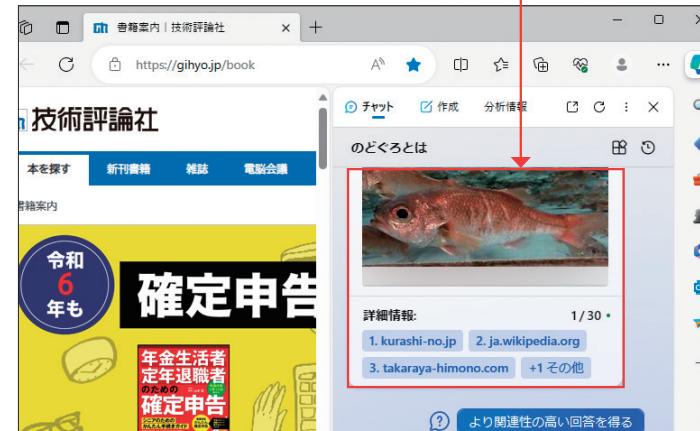 書籍案内 | 技術評論社
https://gihyo.jp/book
技術評論社
本を探す 新刊書籍 雑誌 電脳会議
書籍案内
令和
6
年も
確定申告
年金生活者
定年退職者
のための
確定申告
チャット 作成 分析情報
のどぐろとは
詳細情報: 1/30
1. kurashi-no.jp 2. ja.wikipedia.org
3. takaraya-himono.com +1 その他
より関連性の高い回答を得る